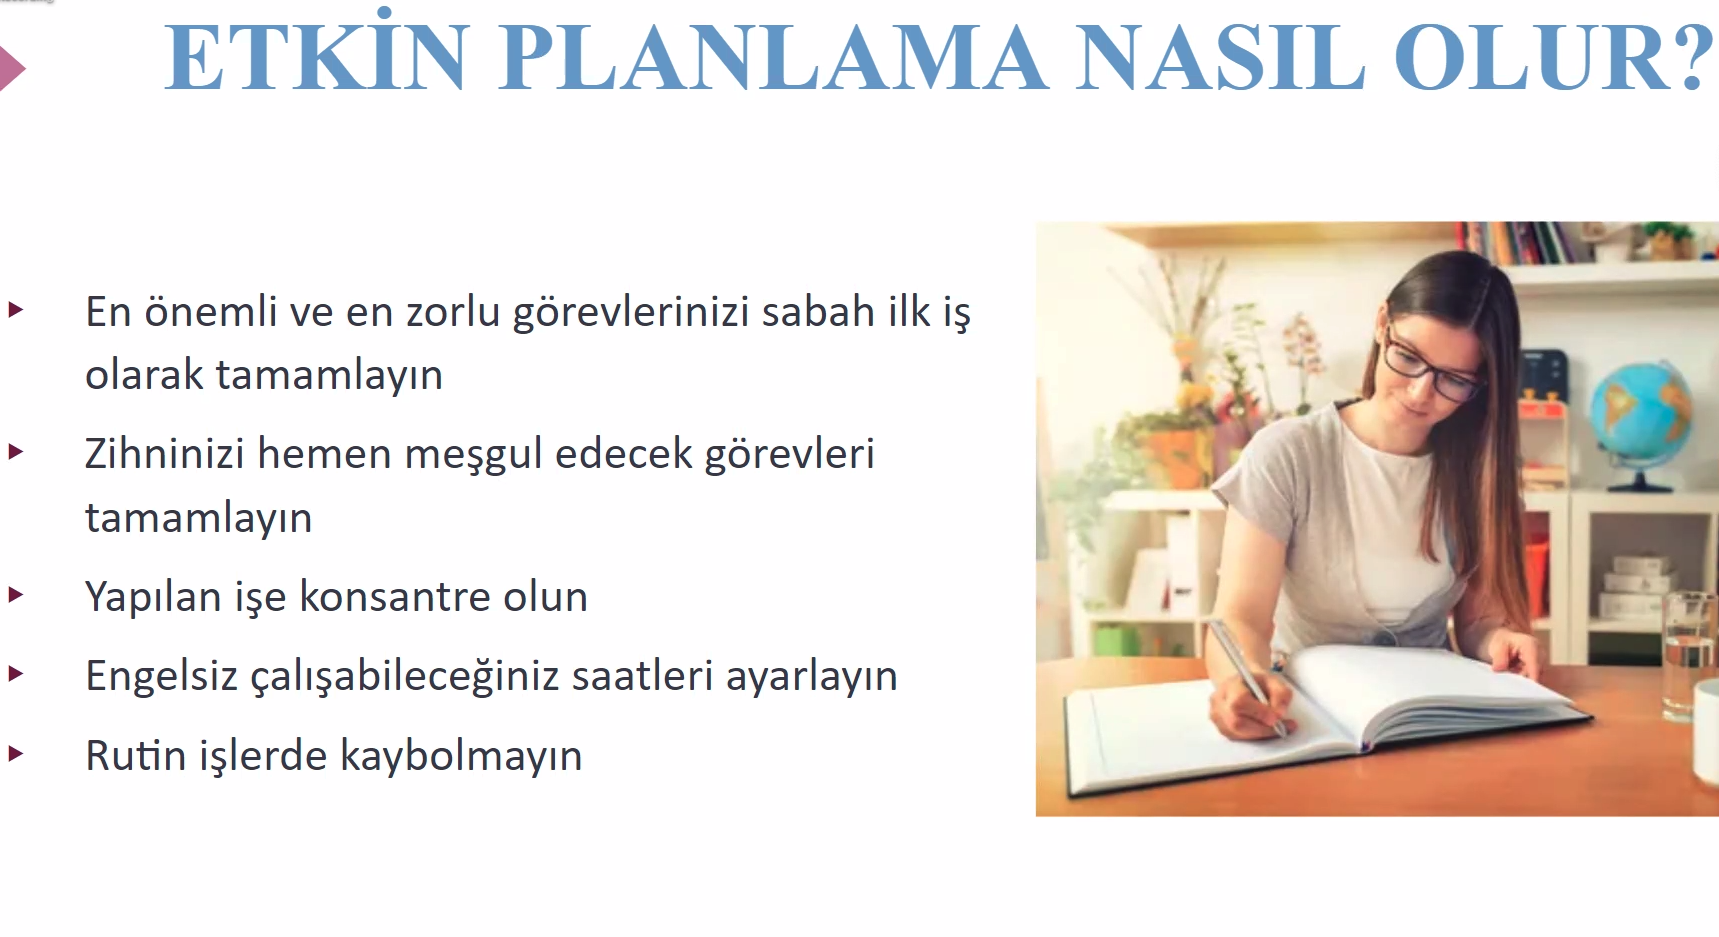 ETKİN PLANLAMA NASIL OLUR?
En önemli ve en zorlu görevlerinizi sabah ilk iş
olarak tamamlayın
Zihninizi hemen meşgul edecek görevleri
tamamlayın
Yapılan işe konsantre olun
Engelsiz çalışabileceğiniz saatleri ayarlayın
Rutin işlerde kaybolmayın